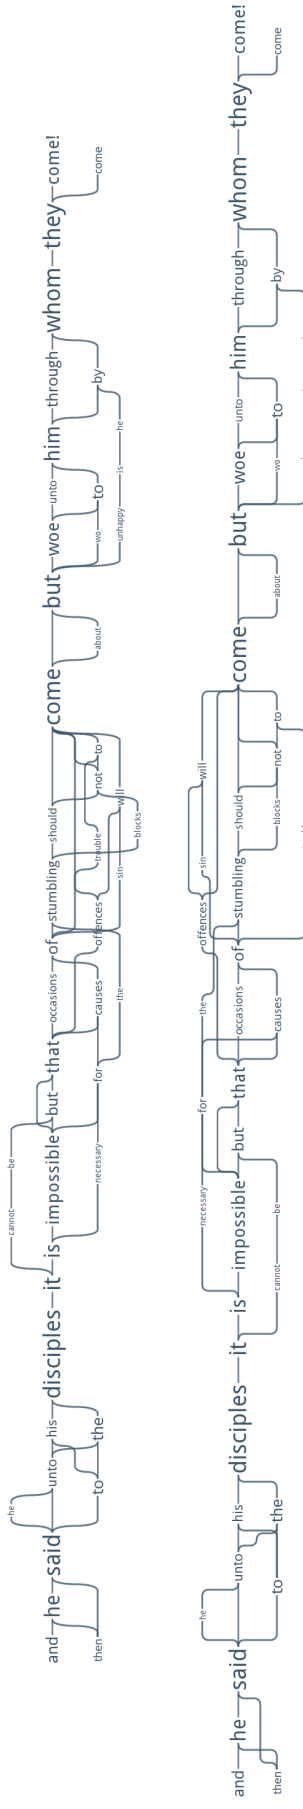 and he said unto his disciples it is impossible but that occasions of stumbling should come but woe unto him through whom they come!
then
he
to the
cannot be
necessary for causes
the
offences
sin will
trouble not to
blocks
about
wo to by
unhappy is he
come
and he said unto his disciples it is impossible but that occasions of stumbling should come but woe unto him through whom they come!
then
he
to the
cannot be
necessary for the
causes
offences sin will
blocks not to
about
wo to by
come